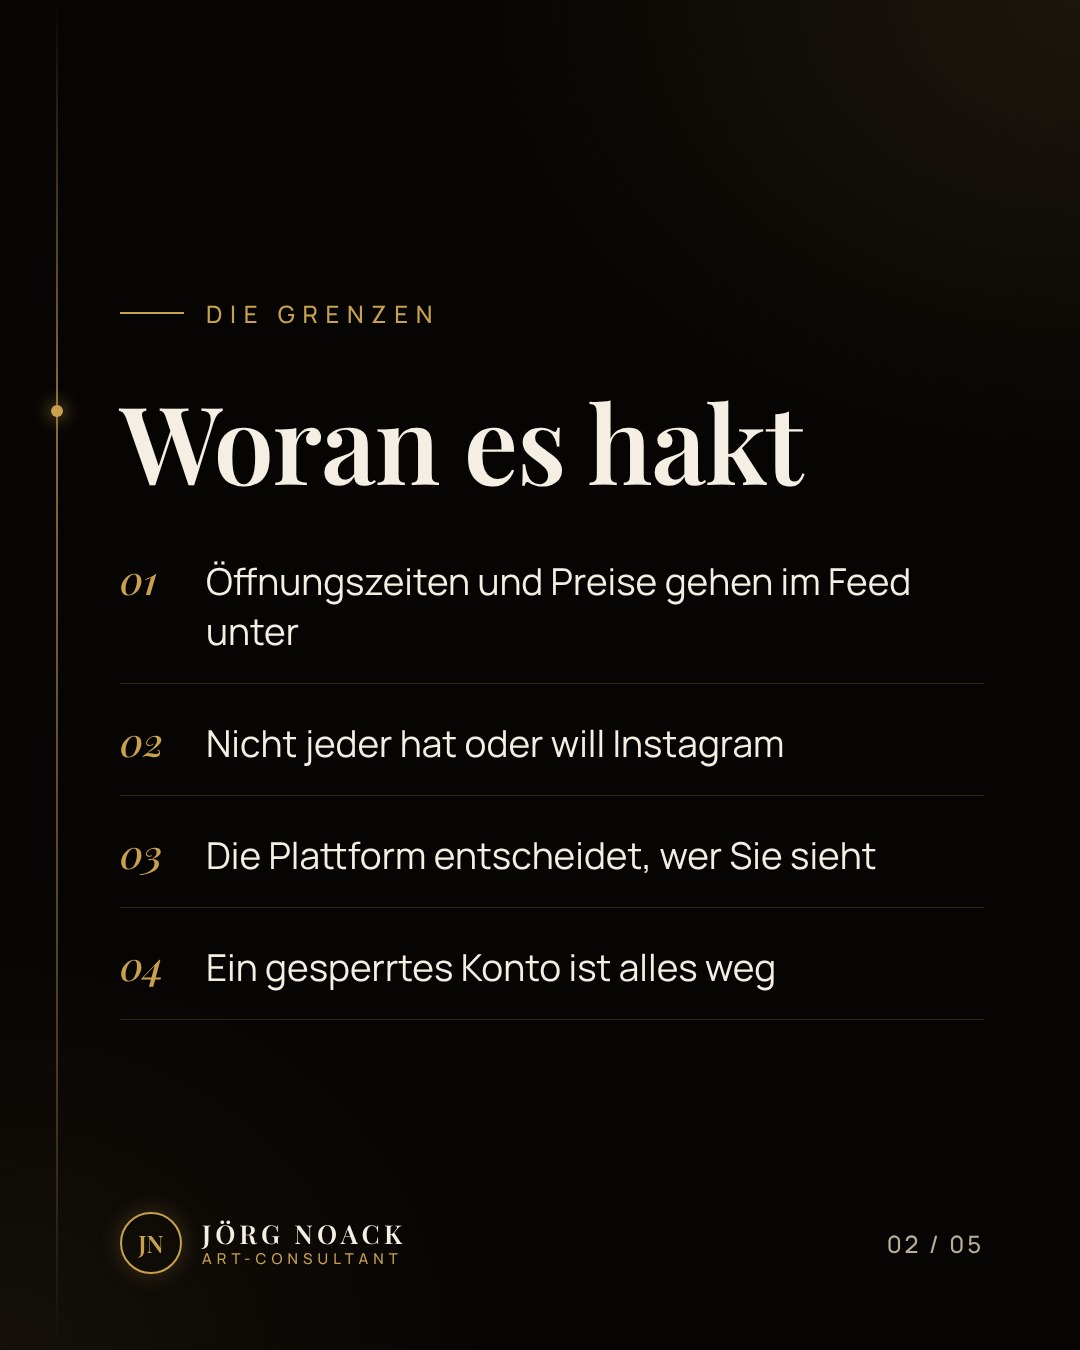 DIE GRENZEN
Woran es hakt
01 Öffnungszeiten und Preise gehen im Feed
unter
02 Nicht jeder hat oder will Instagram
03 Die Plattform entscheidet, wer Sie sieht
04 Ein gesperrtes Konto ist alles weg
JN
JÖRG NOACK
ART-CONSULTANT
02 / 05